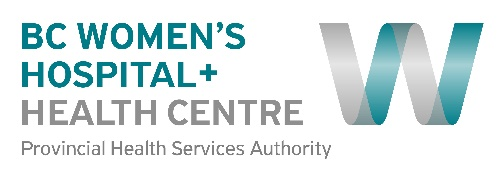 BC WOMEN'S
HOSPITAL+
HEALTH CENTRE
Provincial Health Services Authority